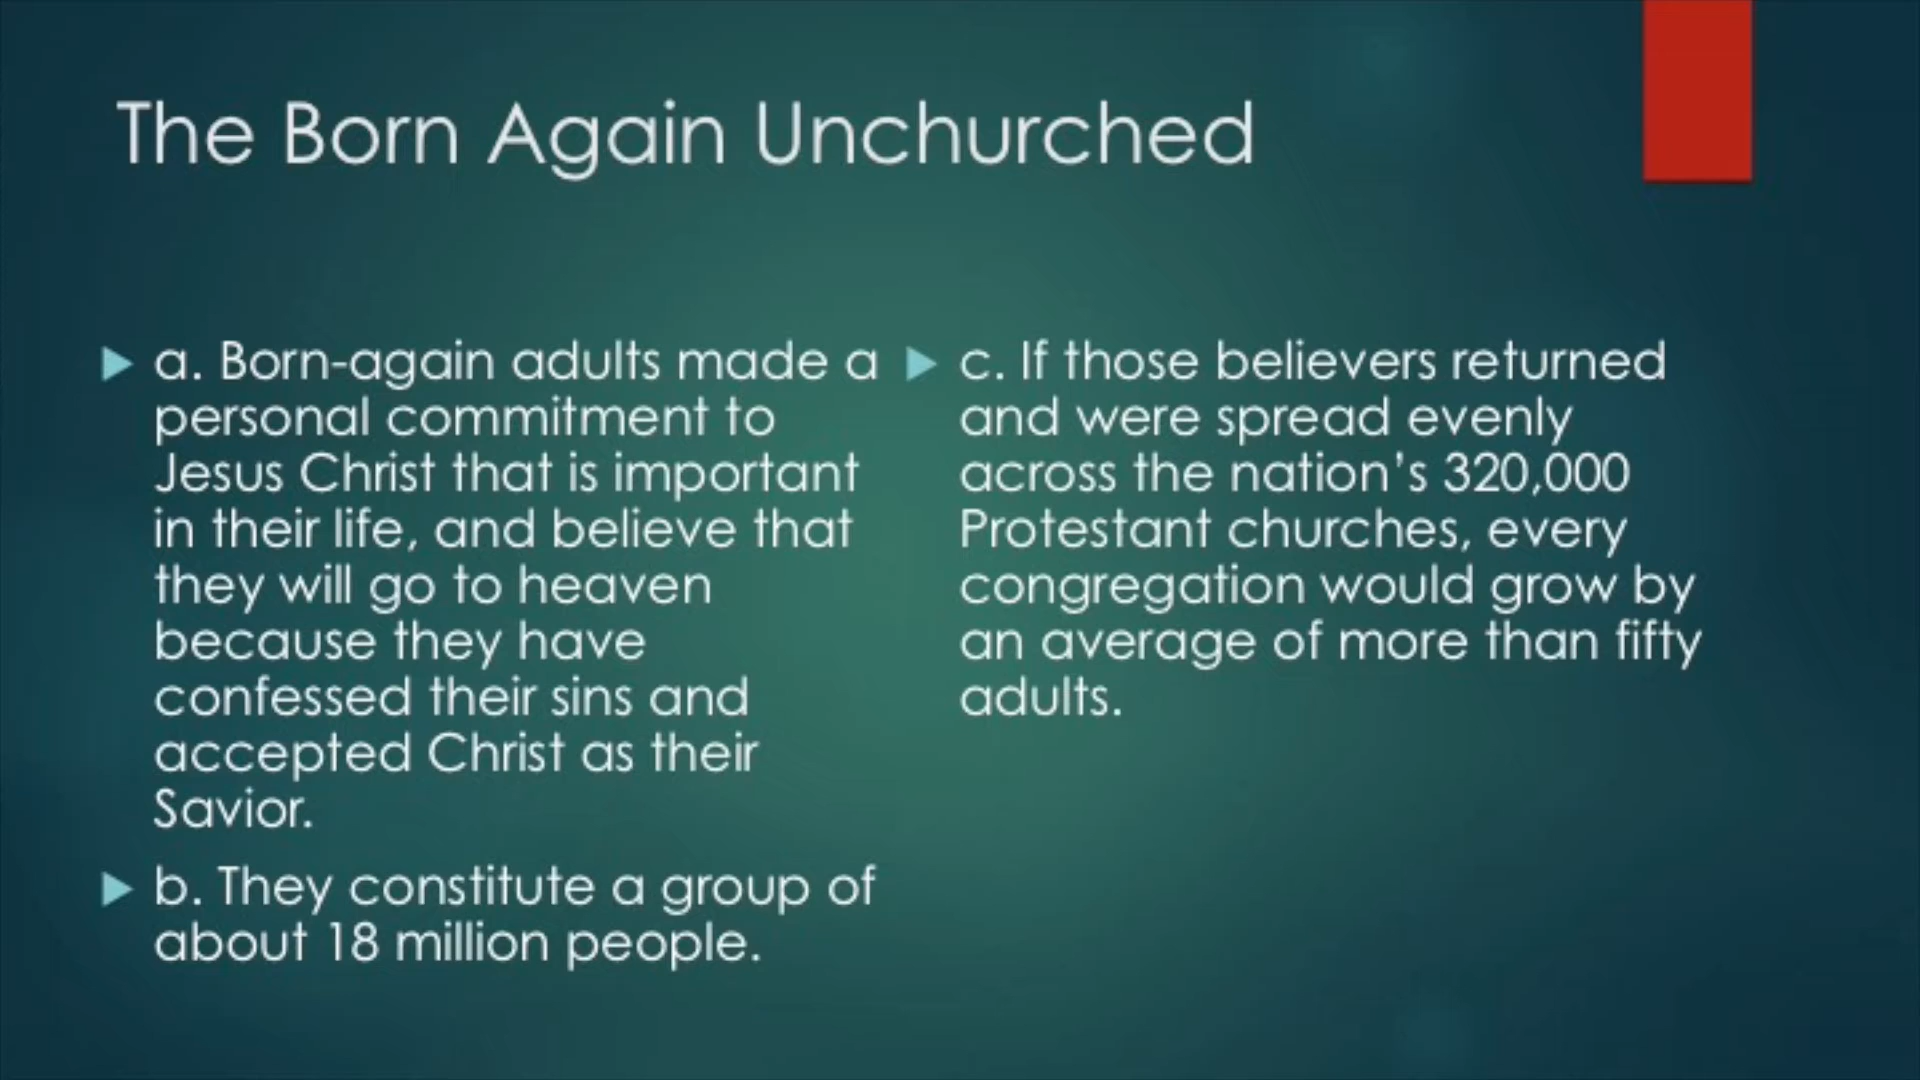 The Born Again Unchurched
a. Born-again adults made a
personal commitment to
Jesus Christ that is important
in their life, and believe that
they will go to heaven
because they have
confessed their sins and
accepted Christ as their
Savior.
b. They constitute a group of
about 18 million people.
c. If those believers returned
and were spread evenly
across the nation’s 320,000
Protestant churches, every
congregation would grow by
an average of more than fifty
adults.